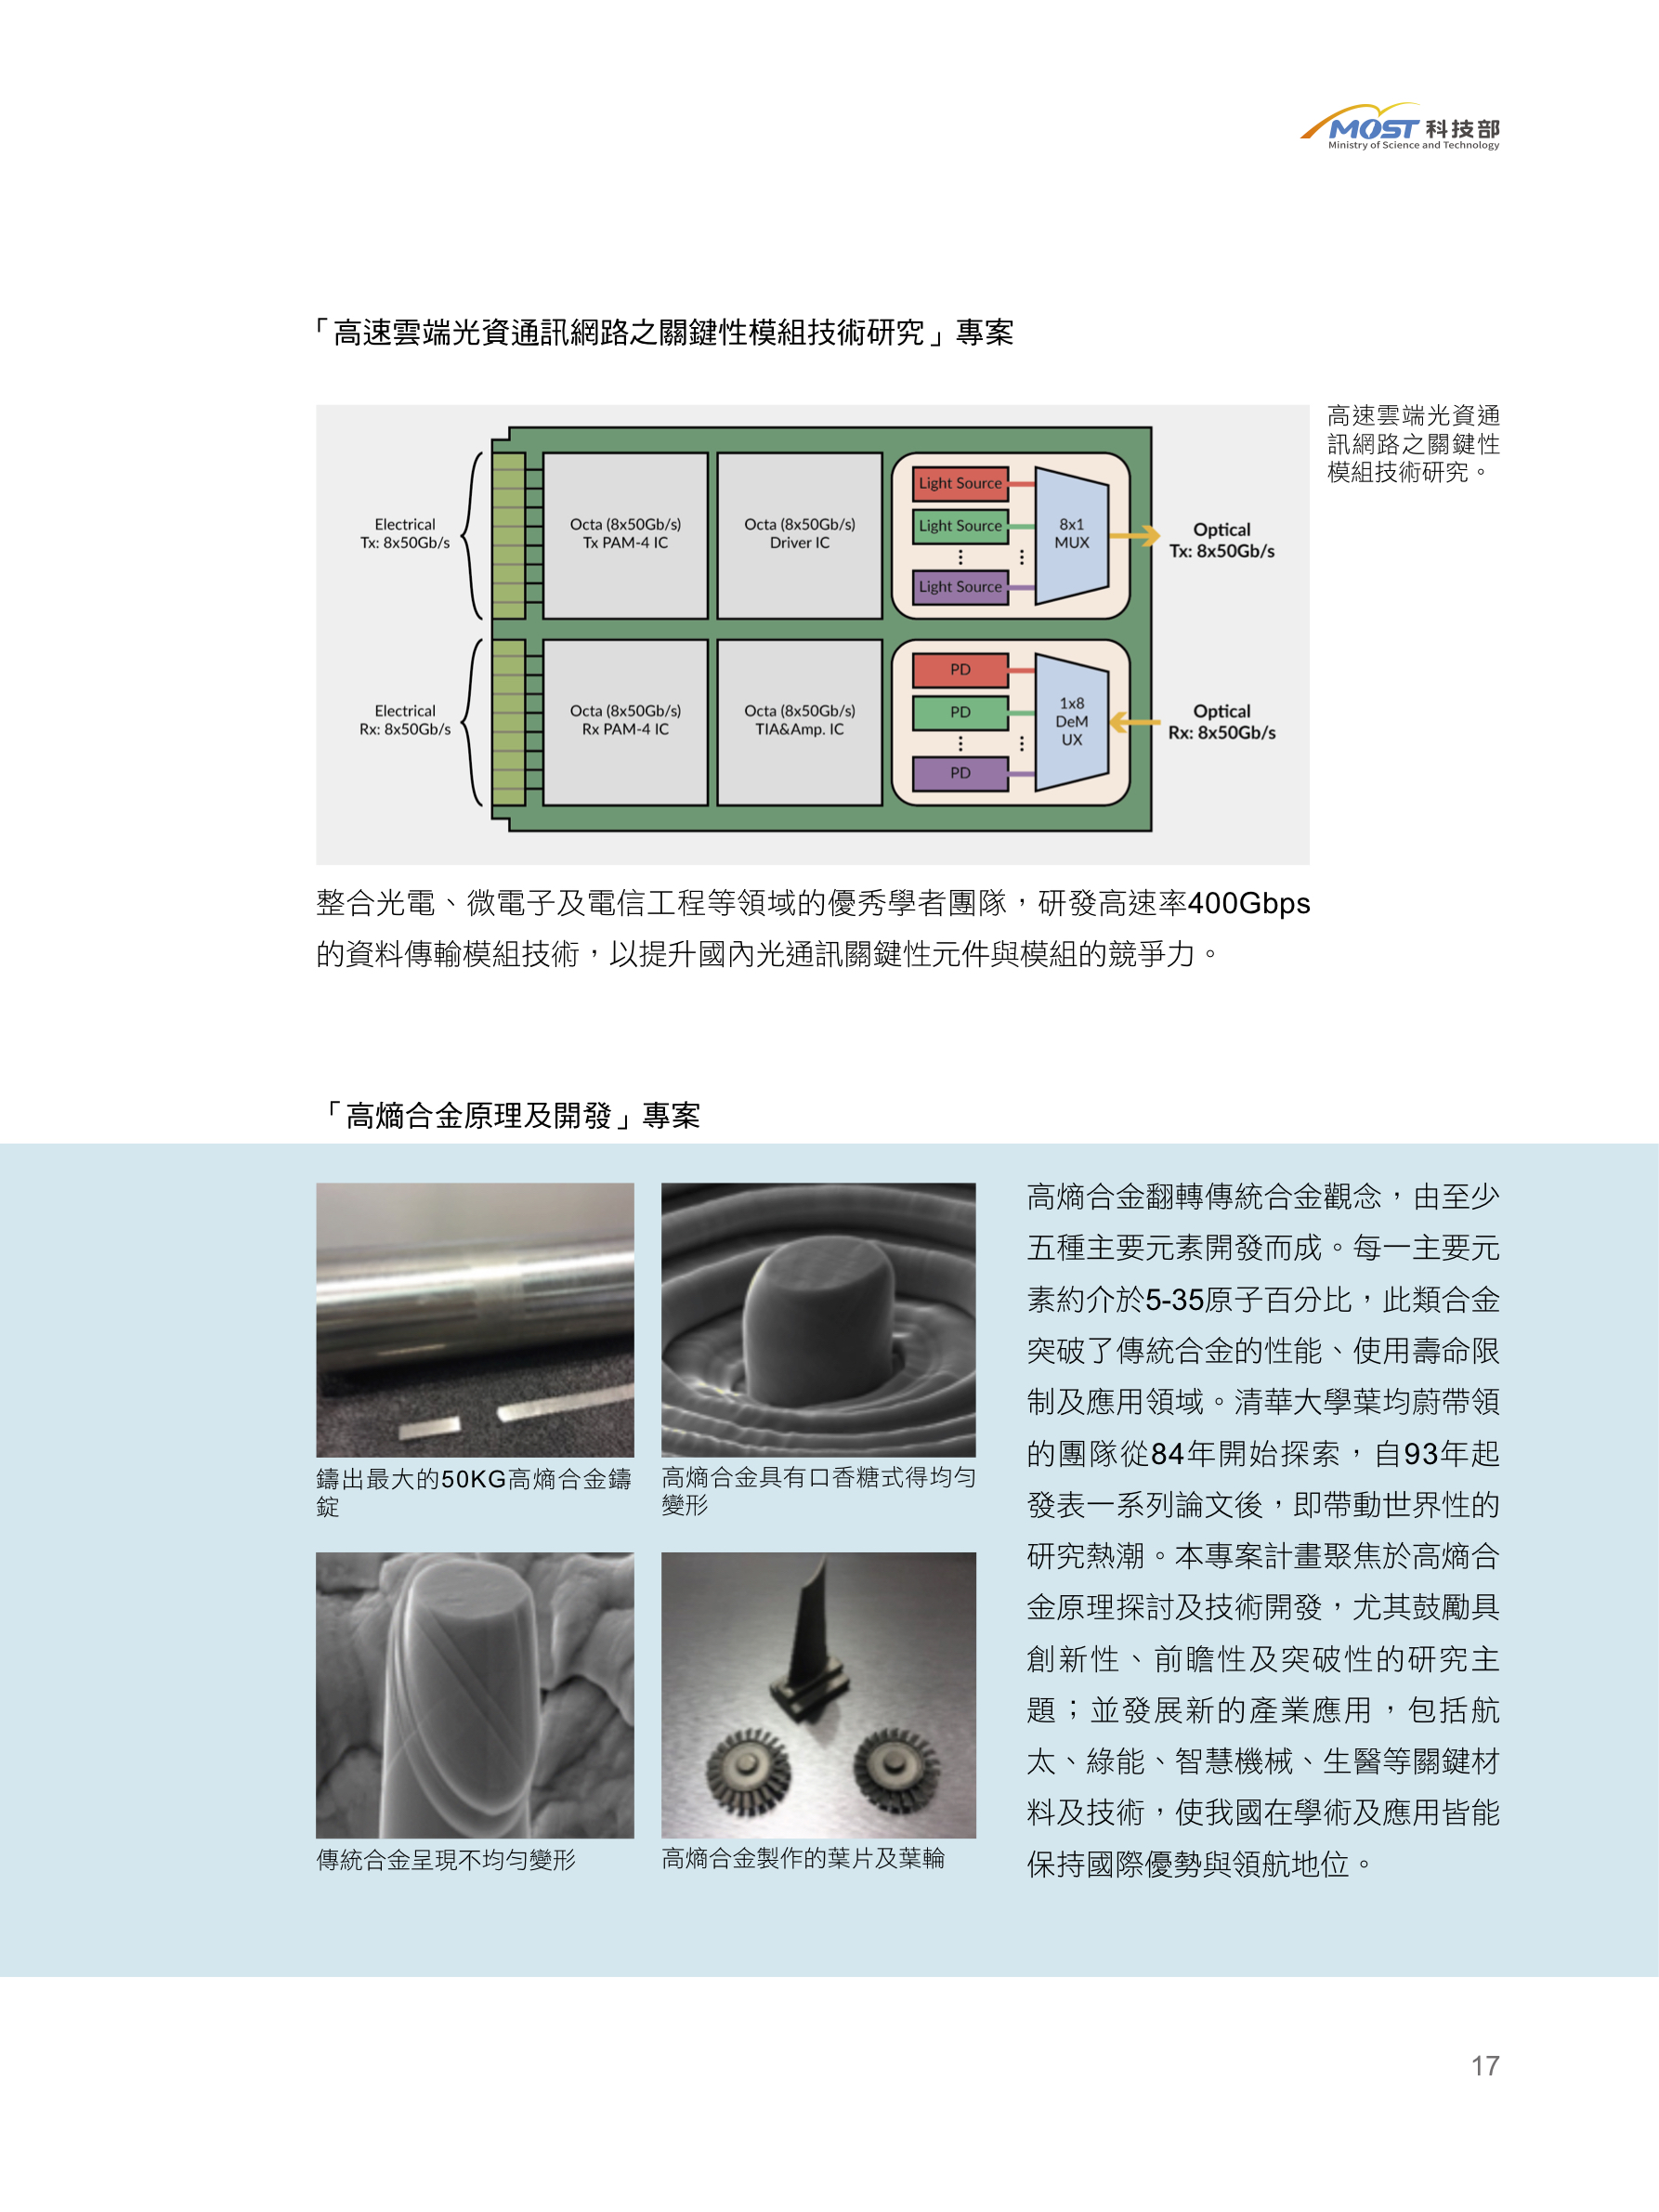 MOST 科技部
Ministry of Science and Technology
「高速雲端光資通訊網路之關鍵性模組技術研究」專案
Electrical
Tx: 8x50Gb/s
Octa (8x50Gb/s)
Tx PAM-4 IC
Octa (8x50Gb/s)
Driver IC
Light Source
Light Source
Light Source
8x1
MUX
Optical
Tx: 8x50Gb/s
Electrical
Rx: 8x50Gb/s
Octa (8x50Gb/s)
Rx PAM-4 IC
Octa (8x50Gb/s)
TIA&Amp. IC
PD
PD
PD
1x8
DeM
UX
Optical
Rx: 8x50Gb/s
高速雲端光資通
訊網路之關鍵性
模組技術研究。
整合光電、微電子及電信工程等領域的優秀學者團隊，研發高速率400Gbps
的資料傳輸模組技術，以提升國內光通訊關鍵性元件與模組的競爭力。
「高熵合金原理及開發」專案
鑄出最大的50KG高熵合金鑄
錠
高熵合金具有口香糖式得均勻
變形
傳統合金呈現不均勻變形
高熵合金製作的葉片及葉輪
高熵合金翻轉傳統合金觀念，由至少
五種主要元素開發而成。每一主要元
素約介於5-35原子百分比，此類合金
突破了傳統合金的性能、使用壽命限
制及應用領域。清華大學葉均蔚帶領
的團隊從84年開始探索，自93年起
發表一系列論文後，即帶動世界性的
研究熱潮。本專案計畫聚焦於高熵合
金原理探討及技術開發，尤其鼓勵具
創新性、前瞻性及突破性的研究主
題；並發展新的產業應用，包括航
太、綠能、智慧機械、生醫等關鍵材
料及技術，使我國在學術及應用皆能
保持國際優勢與領航地位。
17